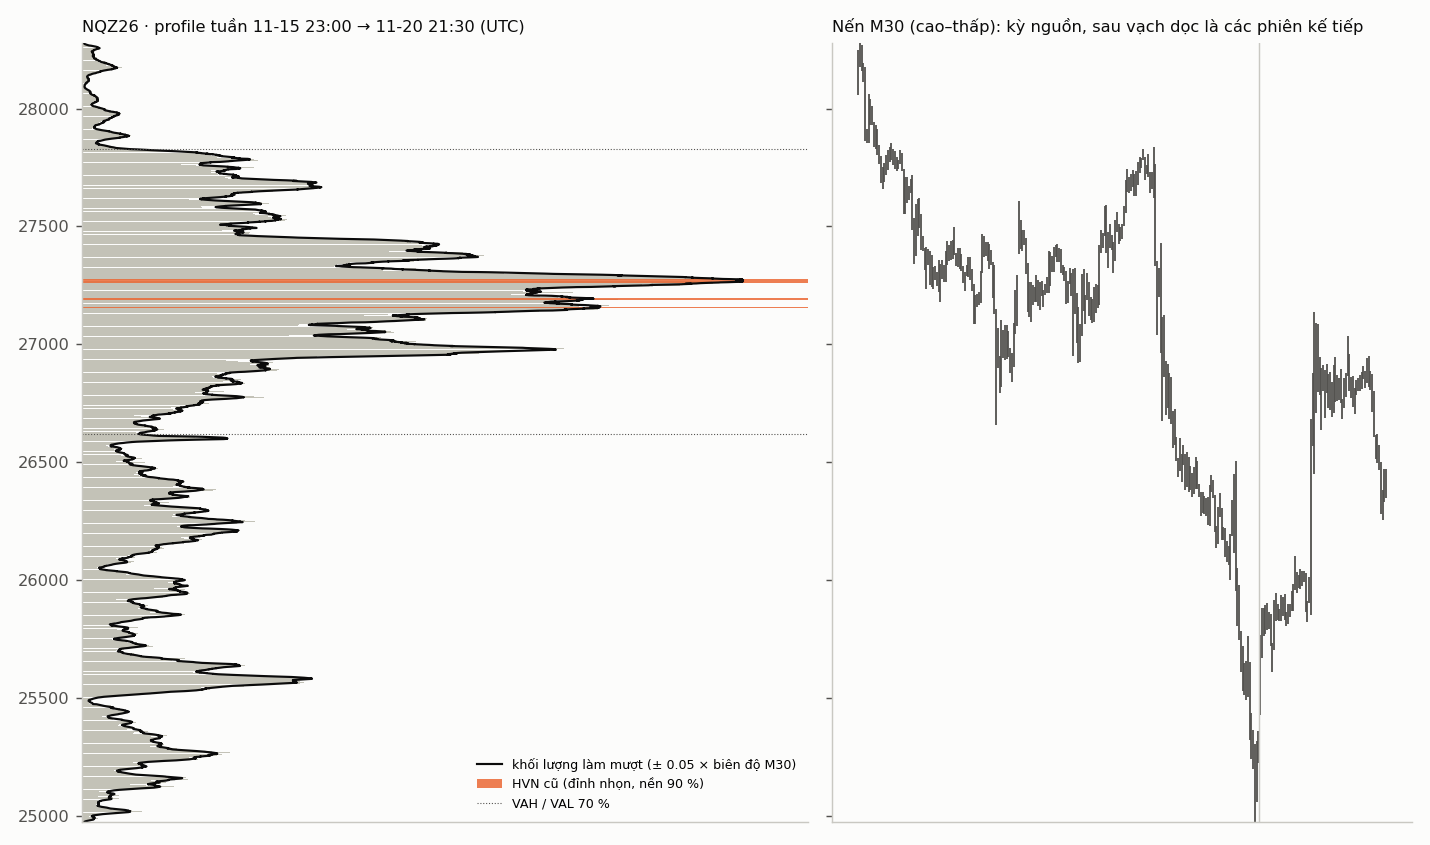 NQZ26 · profile tuần 11-15 23:00 → 11-20 21:30 (UTC)
Nến M30 (cao–thấp): kỳ nguồn, sau vạch dọc là các phiên kế tiếp
28000
27500
27000
26500
26000
25500
25000
khối lượng làm mượt (± 0.05 × biên độ M30)
HVN cũ (đỉnh nhọn, nền 90 %)
VAH / VAL 70 %